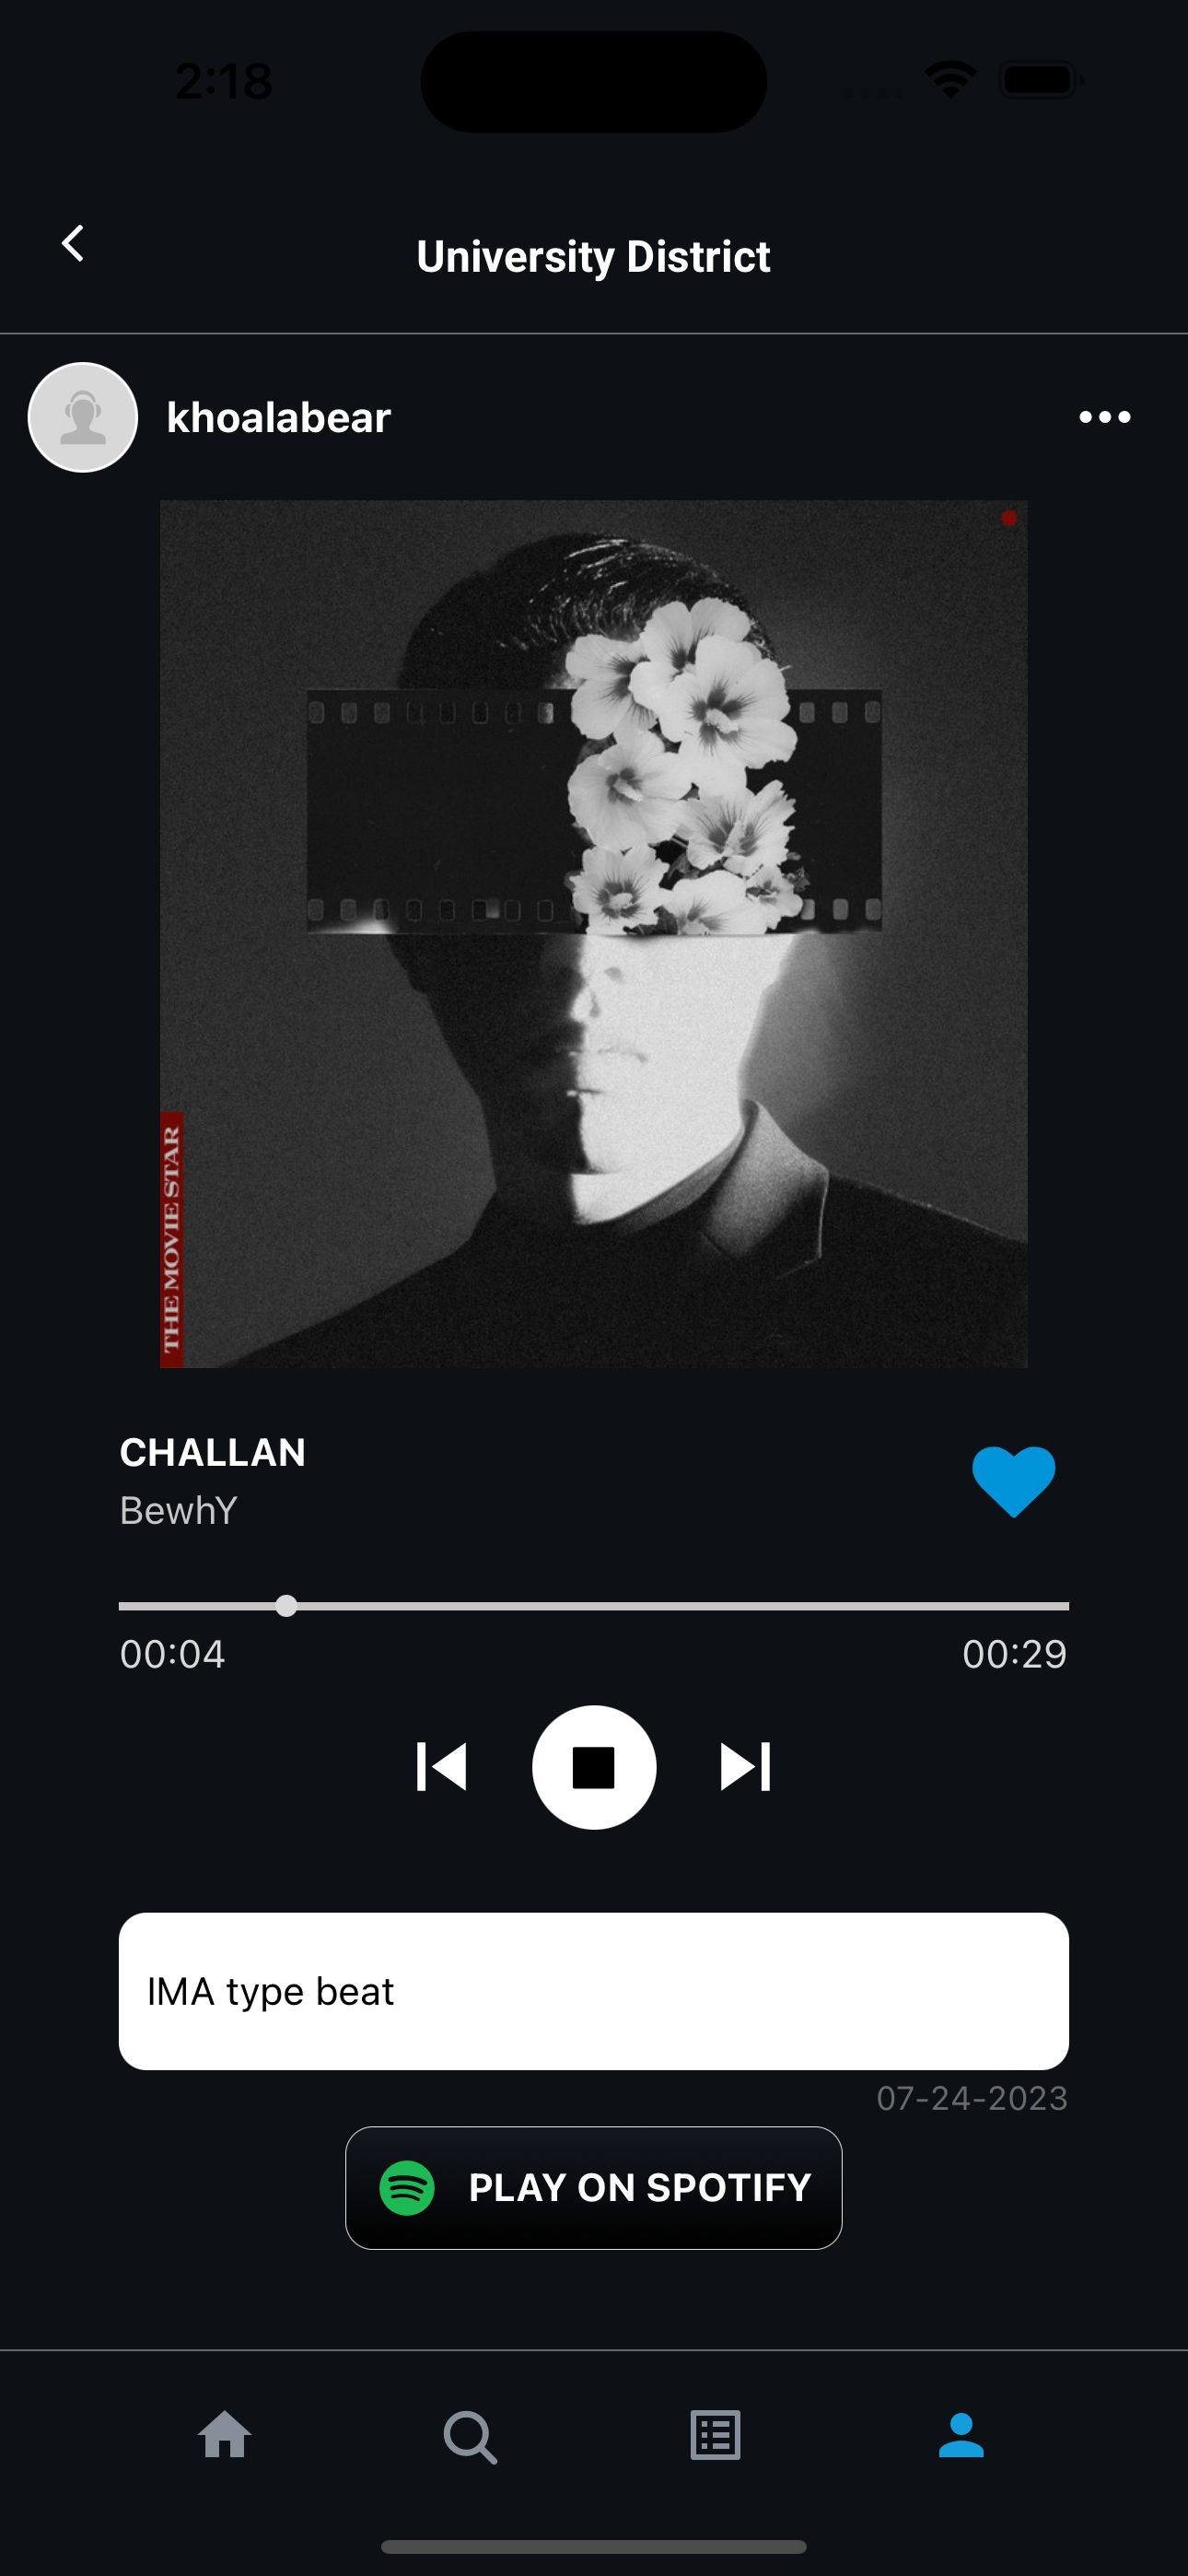 2:18
University District
khoalabear
THE MOVIE STAR
CHALLAN
BewhY
00:04
00:29
IMA type beat
07-24-2023
PLAY ON SPOTIFY